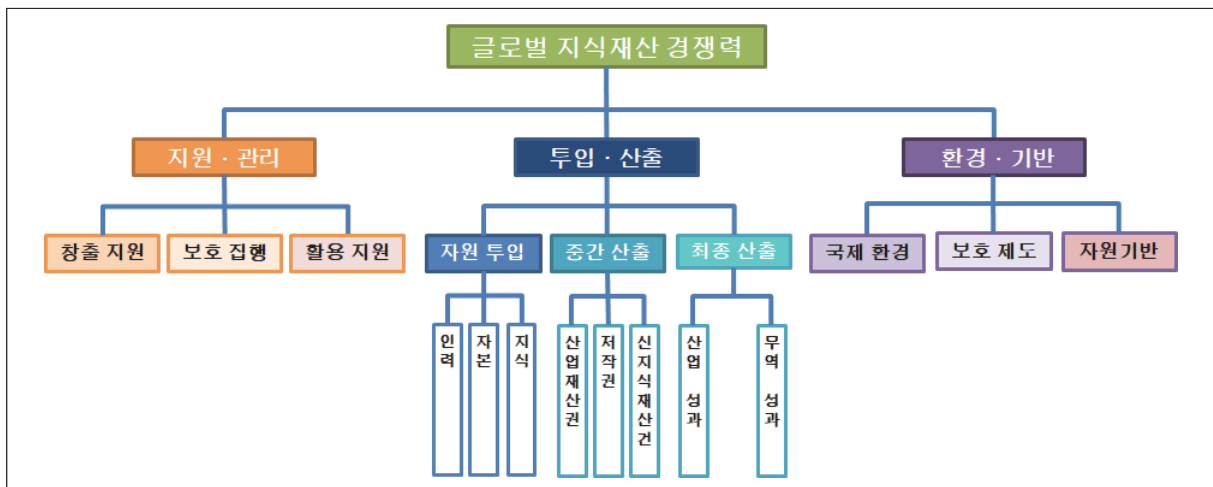 글로벌 지식재산 경쟁력
지원 · 관리
투입 · 산출
환경 · 기반
창출 지원
보호 집행
활용 지원
자원 투입
중간 산출
최종 산출
국제 환경
보호 제도
자원기반
인력
자본
지식
산업재산권
저작권
신지식재산건
산업 성과
무역 성과